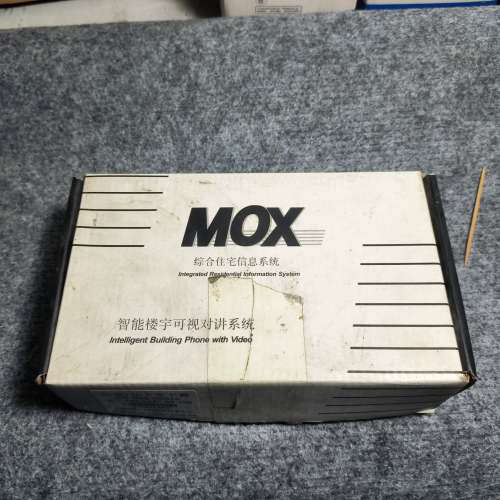 MOX
综合住宅信息系统
Integrated Residential Information System
智能楼宇可视对讲系统
Intelligent Building Phone with Video